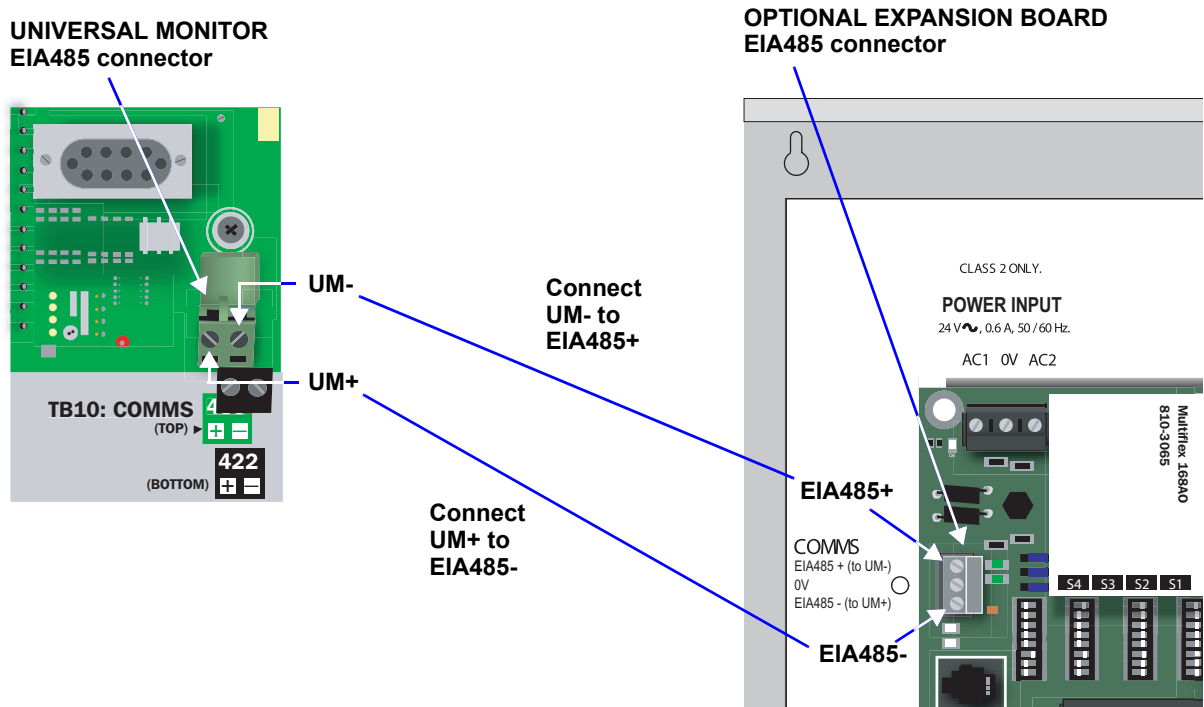 UNIVERSAL MONITOR
EIA485 connector
OPTIONAL EXPANSION BOARD
EIA485 connector
UM-
UM+
Connect
UM- to
EIA485+
Connect
UM+ to
EIA485-
TB10: COMMS
(TOP)
+ −
422
(BOTTOM)
+ −
CLASS 2 ONLY.
POWER INPUT
24 V , 0.6 A, 50 / 60 Hz.
AC1 0V AC2
Multiflex 168AO
810-3065
EIA485+
COMMS
EIA485 + (to UM-)
0V
EIA485 - (to UM+)
EIA485-
S4 S3 S2 S1